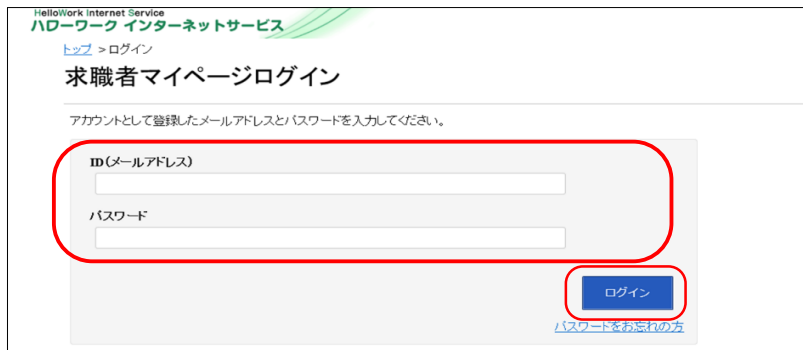 HelloWork Internet Service
ハローワーク インターネットサービス
トップ > ログイン
求職者マイページログイン
アカウントとして登録したメールアドレスとパスワードを入力してください。
ID(メールアドレス)
パスワード
ログイン
パスワードをお忘れの方